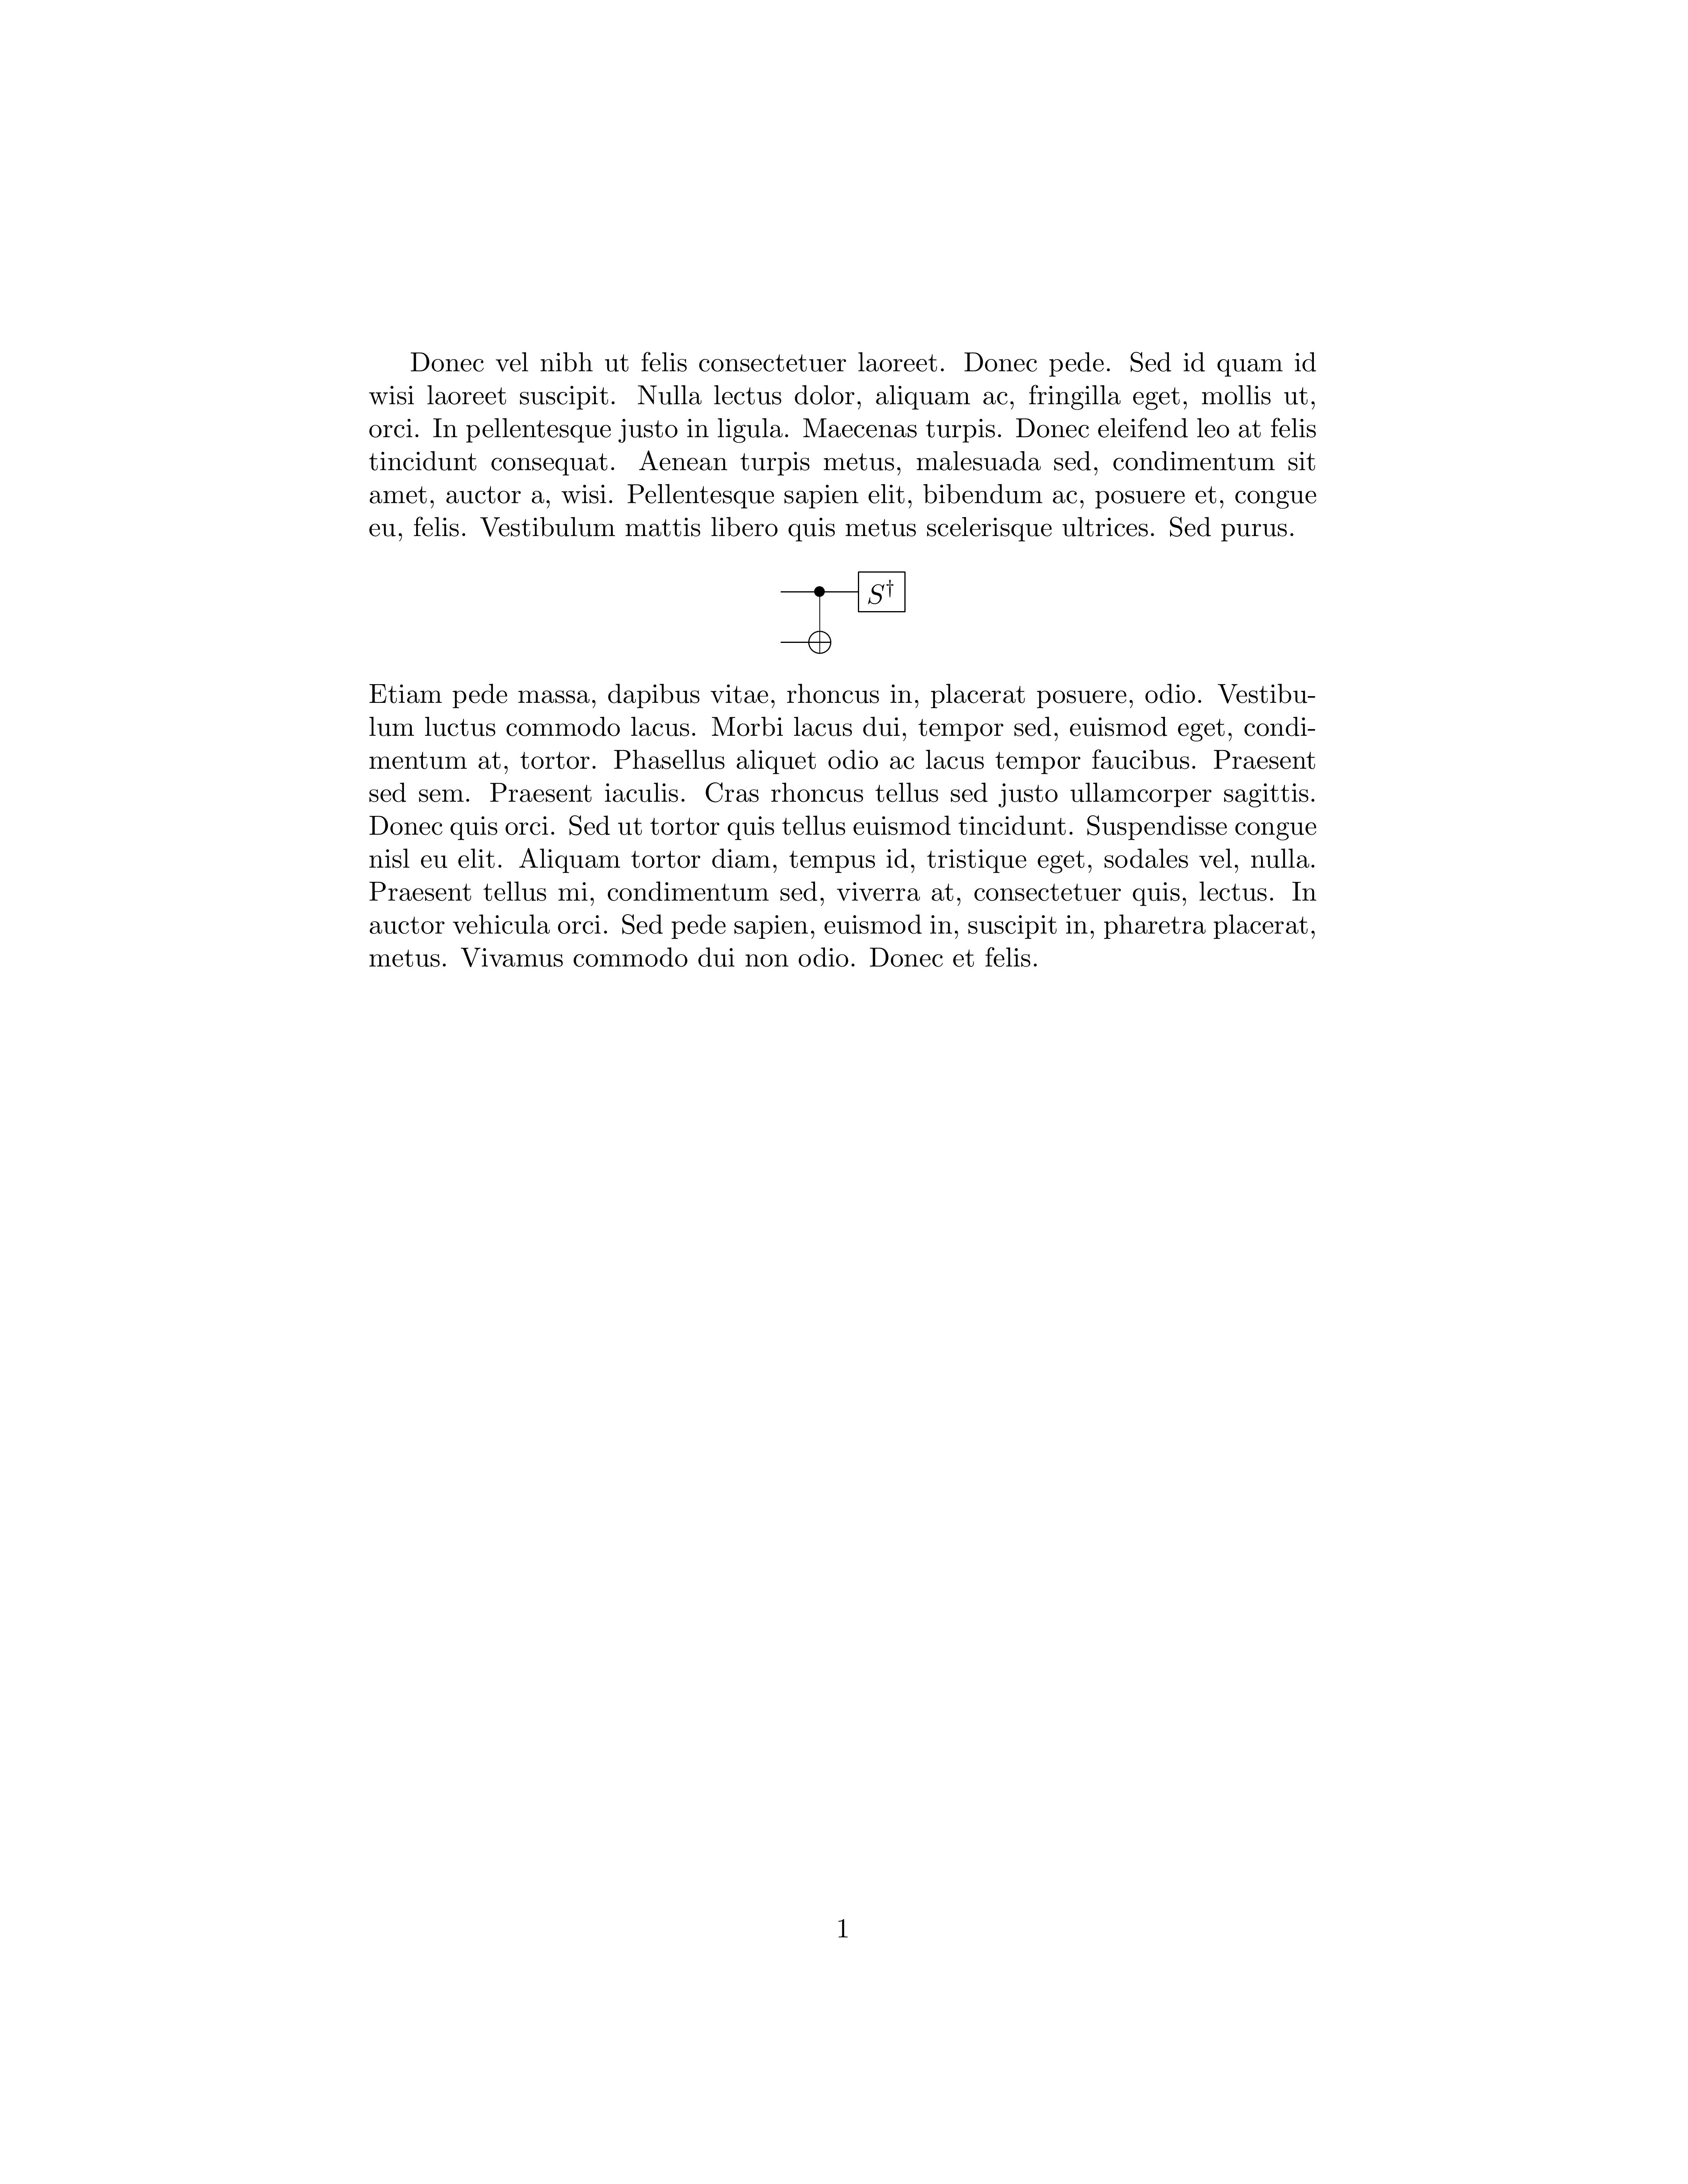 Donec vel nibh ut felis consectetuer laoreet. Donec pede. Sed id quam id
wisi laoreet suscipit. Nulla lectus dolor, aliquam ac, fringilla eget, mollis ut,
orci. In pellentesque justo in ligula. Maecenas turpis. Donec eleifend leo at felis
tincidunt consequat. Aenean turpis metus, malesuada sed, condimentum sit
amet, auctor a, wisi. Pellentesque sapien elit, bibendum ac, posuere et, congue
eu, felis. Vestibulum mattis libero quis metus scelerisque ultrices. Sed purus.
S†
Etiam pede massa, dapibus vitae, rhoncus in, placerat posuere, odio. Vestibu-
lum luctus commodo lacus. Morbi lacus dui, tempor sed, euismod eget, condi-
mentum at, tortor. Phasellus aliquet odio ac lacus tempor faucibus. Praesent
sed sem. Praesent iaculis. Cras rhoncus tellus sed justo ullamcorper sagittis.
Donec quis orci. Sed ut tortor quis tellus euismod tincidunt. Suspendisse congue
nisl eu elit. Aliquam tortor diam, tempus id, tristique eget, sodales vel, nulla.
Praesent tellus mi, condimentum sed, viverra at, consectetuer quis, lectus. In
auctor vehicula orci. Sed pede sapien, euismod in, suscipit in, pharetra placerat,
metus. Vivamus commodo dui non odio. Donec et felis.
1